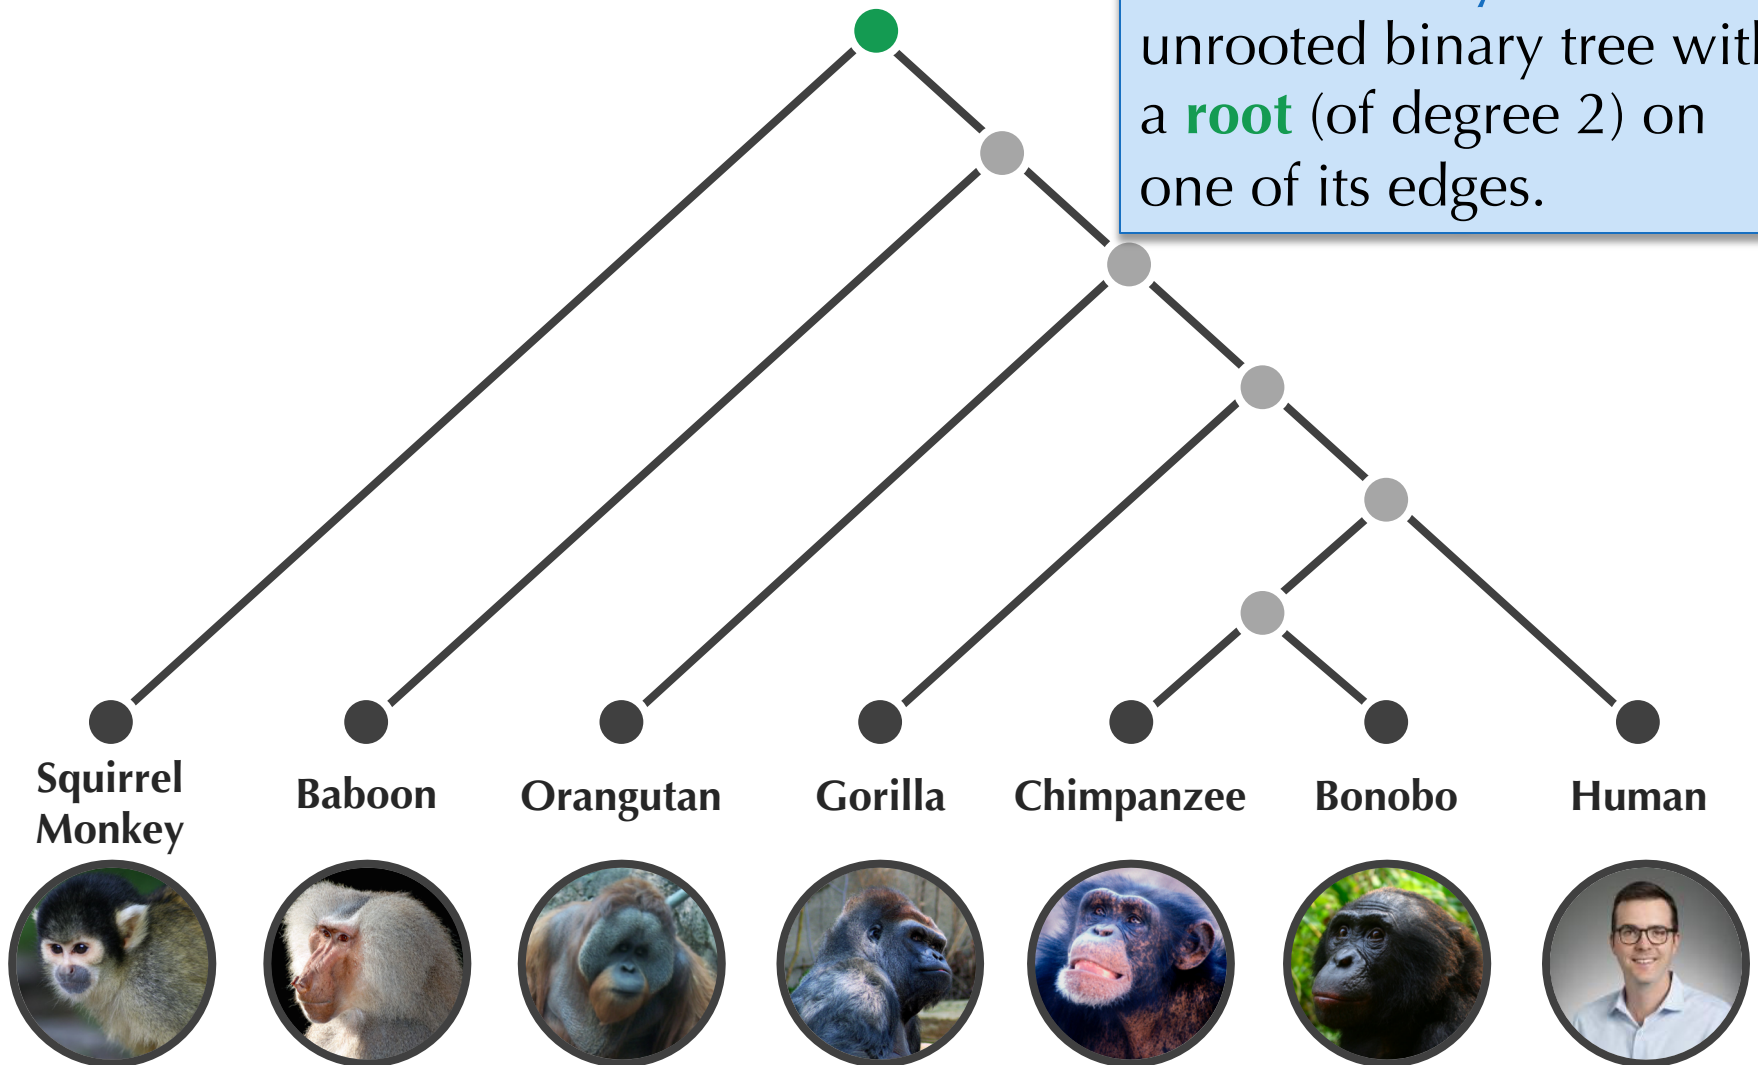 unrooted binary tree
a root (of degree 2) on
one of its edges.
Squirrel
Monkey
Baboon
Orangutan
Gorilla
Chimpanzee
Bonobo
Human